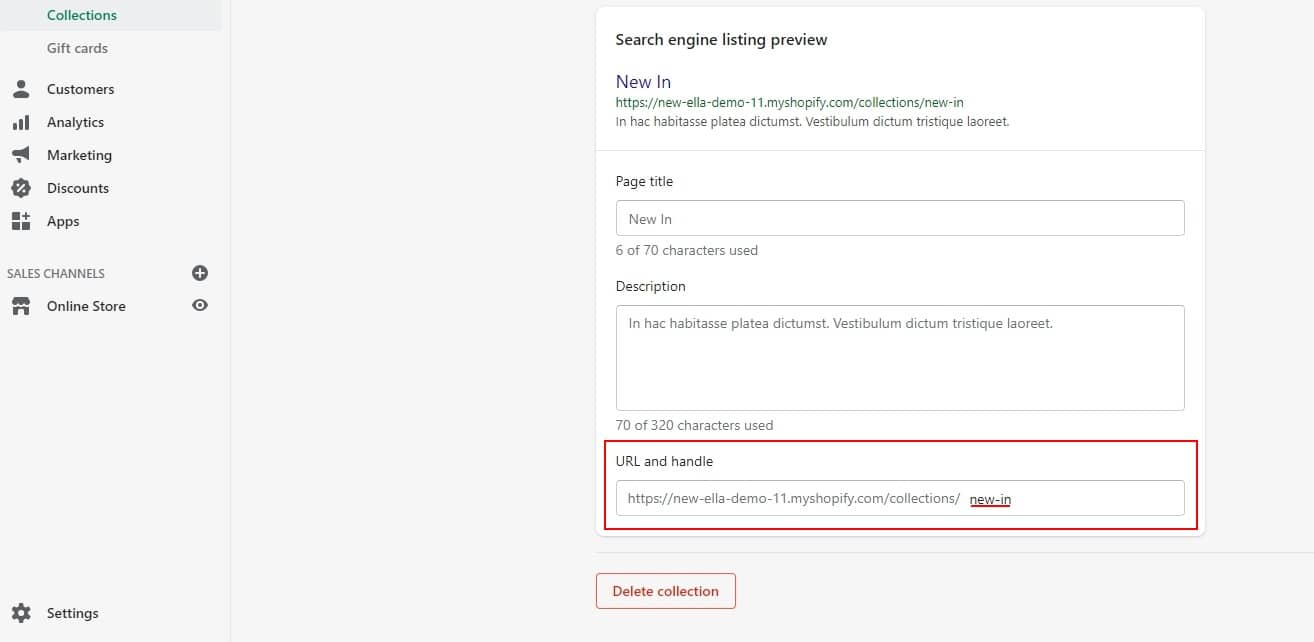 Collections
Gift cards
Customers
Analytics
Marketing
Discounts
Apps
SALES CHANNELS
Online Store
Settings
Search engine listing preview
New In
https://new-ella-demo-11.myshopify.com/collections/new-in
In hac habitasse platea dictumst. Vestibulum dictum tristique laoreet.
Page title
New In
6 of 70 characters used
Description
In hac habitasse platea dictumst. Vestibulum dictum tristique laoreet.
70 of 320 characters used
URL and handle
https://new-ella-demo-11.myshopify.com/collections/ new-in
Delete collection